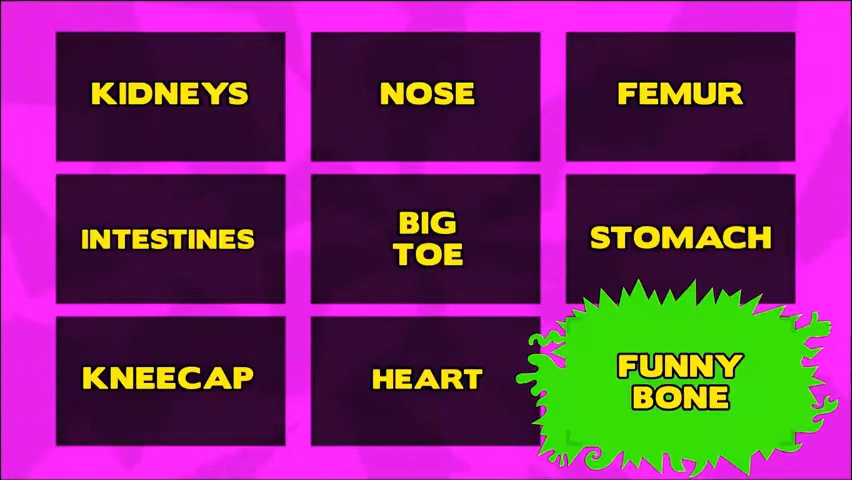 KIDNEYS
NOSE
FEMUR
INTESTINES
BIG
TOE
STOMACH
KNEECAP
HEART
FUNNY
BONE